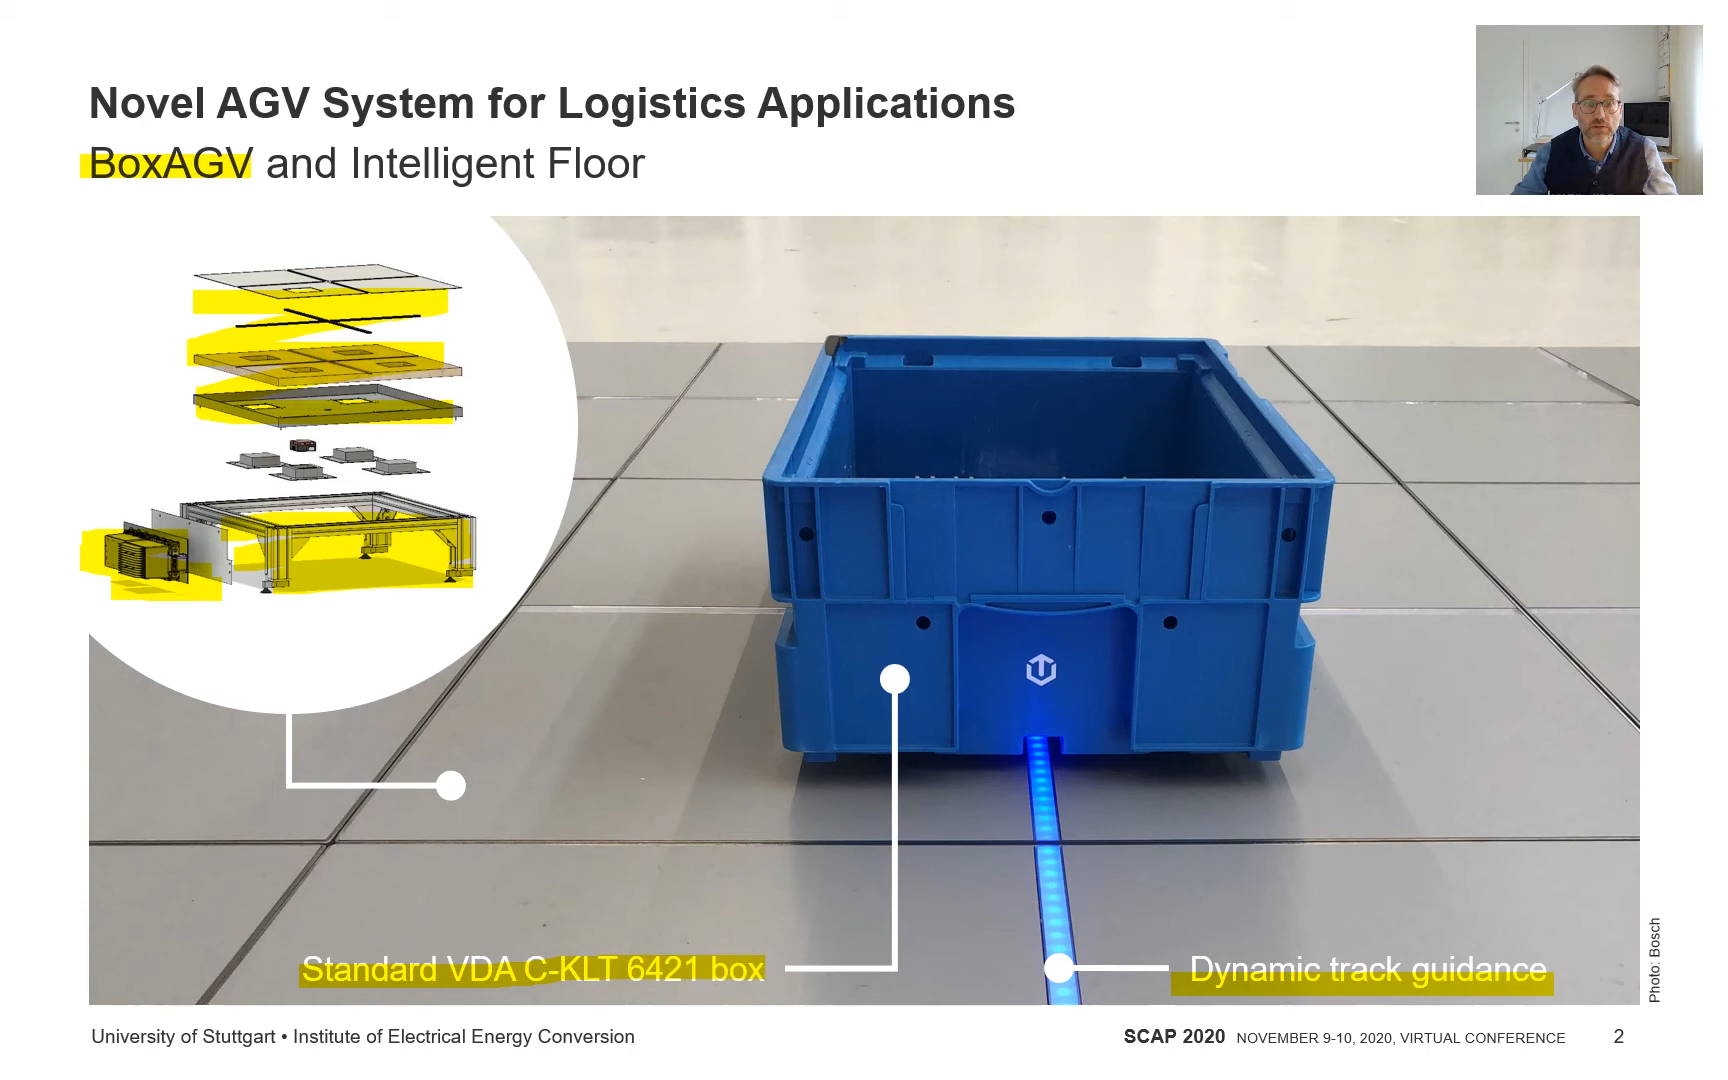 Novel AGV System for Logistics Applications
BoxAGV and Intelligent Floor
Standard VDA C-KLT 6421 box
Dynamic track guidance
Photo: Bosch
University of Stuttgart • Institute of Electrical Energy Conversion
SCAP 2020 NOVEMBER 9-10, 2020, VIRTUAL CONFERENCE 2